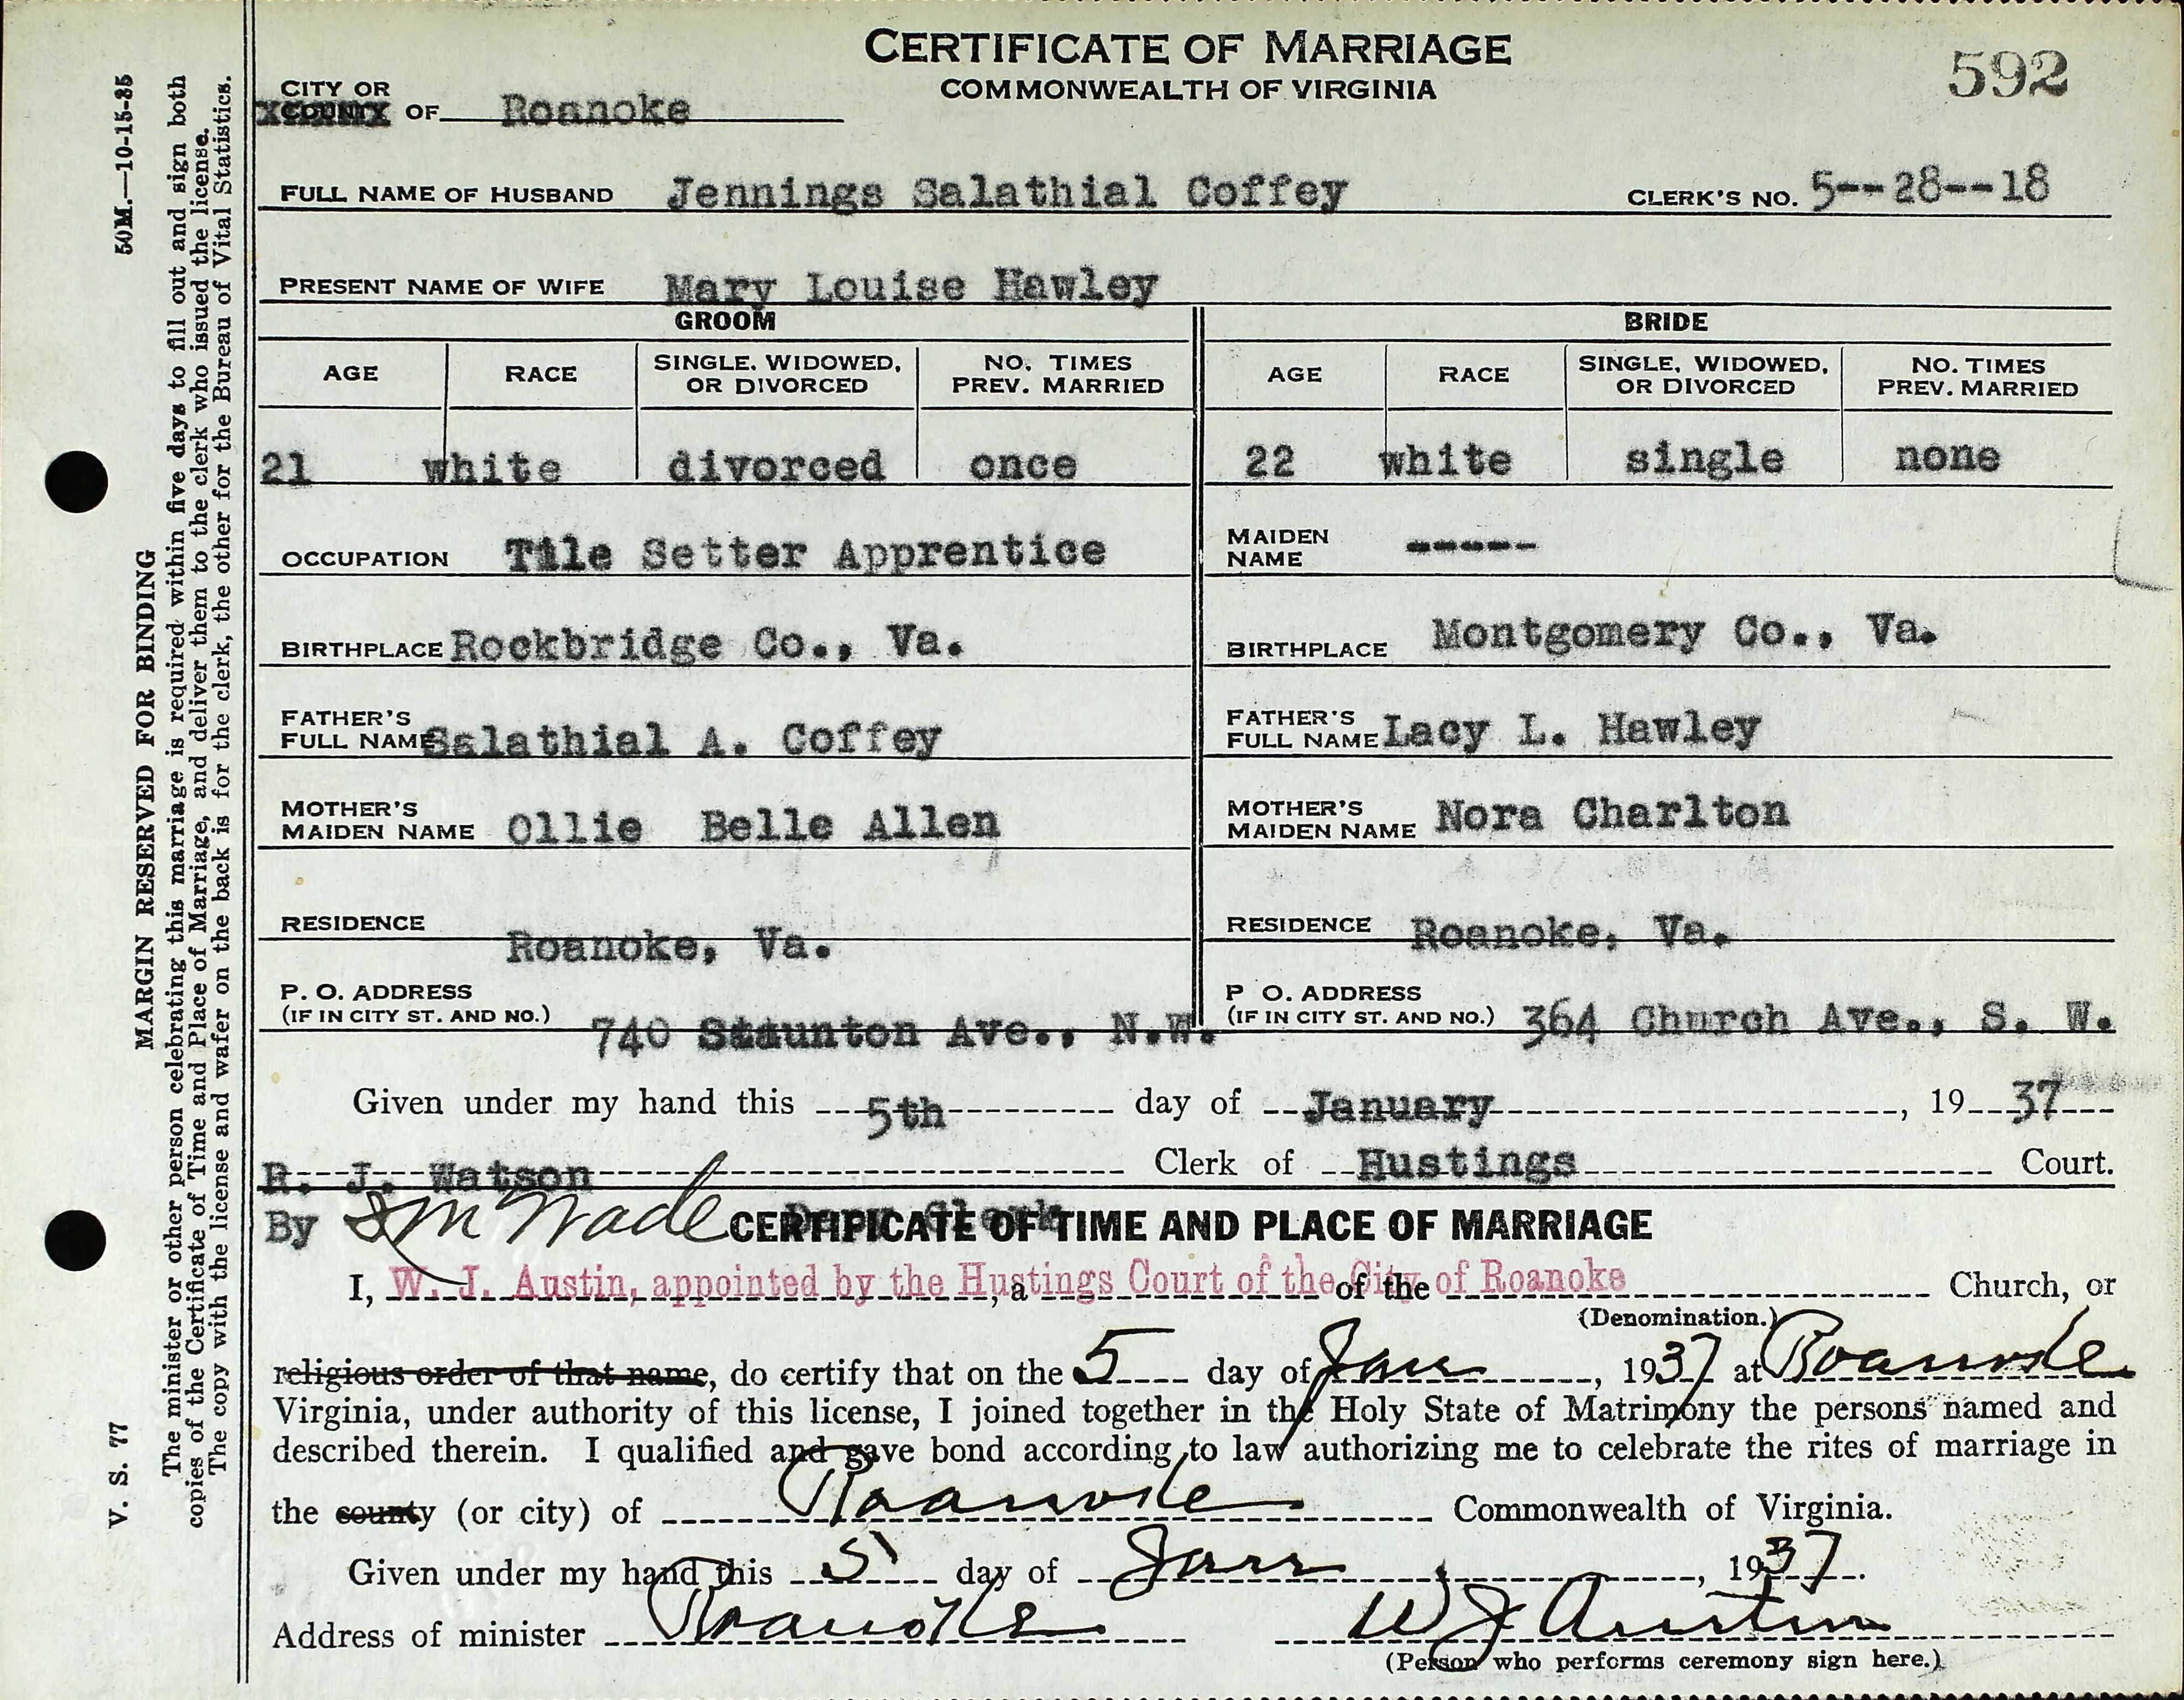 CERTIFICATE OF MARRIAGE
COMMONWEALTH OF VIRGINIA
592
CITY OR
COUNTY OF Roanoke
FULL NAME OF HUSBAND Jennings Salathial Coffey CLERK'S NO. 5--28--18
PRESENT NAME OF WIFE Mary Louise Hawley
GROOM BRIDE
AGE RACE SINGLE, WIDOWED, OR DIVORCED NO. TIMES PREV. MARRIED AGE RACE SINGLE, WIDOWED, OR DIVORCED NO. TIMES PREV. MARRIED
21 white divorced once 22 white single none
OCCUPATION Tile Setter Apprentice MAIDEN NAME -----
BIRTHPLACE Rockbridge Co., Va. BIRTHPLACE Montgomery Co., Va.
FATHER'S FULL NAME Salathial A. Coffey FATHER'S FULL NAME Lacy L. Hawley
MOTHER'S MAIDEN NAME Ollie Belle Allen MOTHER'S MAIDEN NAME Nora Charlton
RESIDENCE Roanoke, Va. RESIDENCE Roanoke, Va.
P. O. ADDRESS (IF IN CITY ST. AND NO.) 740 Staunton Ave., N.W. P O. ADDRESS (IF IN CITY ST. AND NO.) 364 Church Ave., S. W.
Given under my hand this 5th day of January, 1937
R. J. Watson Clerk of Hustings Court.
By Wade Clerk
CERTIFICATE OF TIME AND PLACE OF MARRIAGE
I, W. J. Austin, appointed by the Hustings Court of the City of Roanoke, a of the Church, or
(Denomination.)
religious order of that name, do certify that on the 5 day of Jan, 1937 at Roanoke
Virginia, under authority of this license, I joined together in the Holy State of Matrimony the persons named and
described therein. I qualified and gave bond according to law authorizing me to celebrate the rites of marriage in
the county (or city) of Roanoke Commonwealth of Virginia.
Given under my hand this 5 day of Jan, 1937.
Address of minister Roanoke W J Austin
(Person who performs ceremony sign here.)
V. S. 77 50M.—10-15-35
MARGIN RESERVED FOR BINDING
The minister or other person celebrating this marriage is required within five days to fill out and sign both
copies of the Certificate of Time and Place of Marriage, and deliver them to the clerk who issued the license.
The copy with the license and wafer on the back is for the clerk, the other for the Bureau of Vital Statistics.